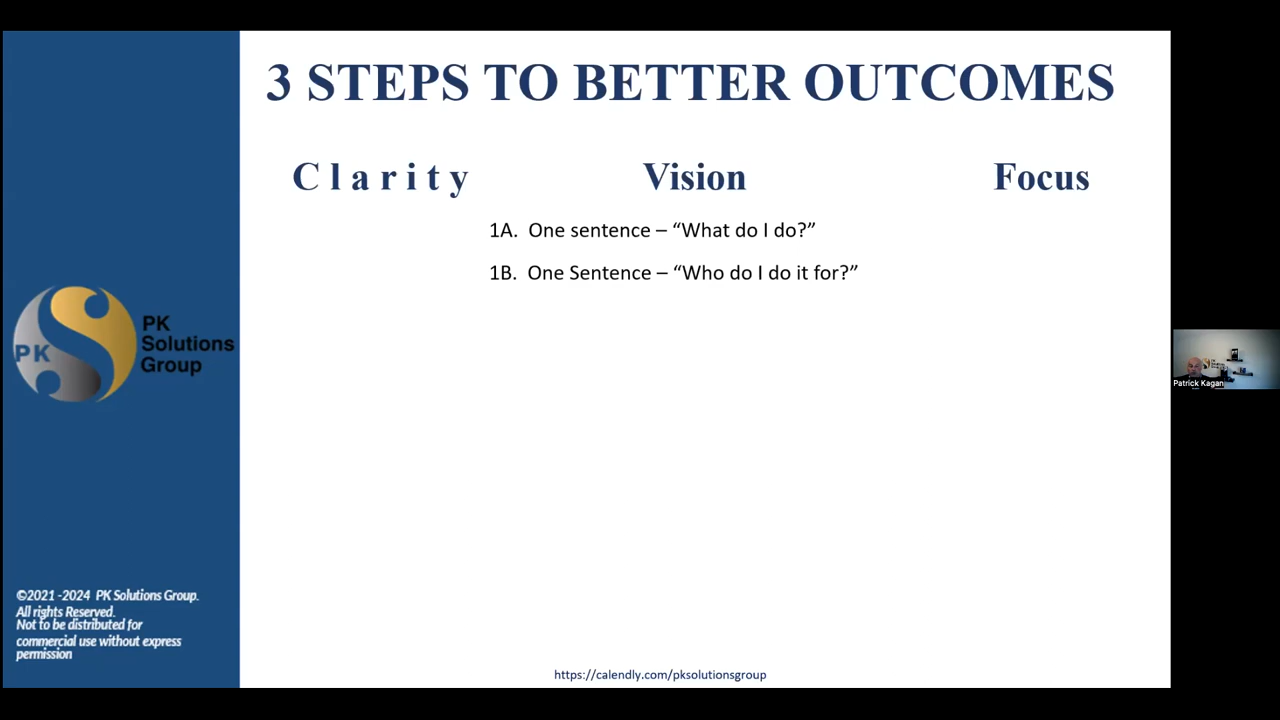 3 STEPS TO BETTER OUTCOMES
Clarity Vision Focus
1A. One sentence – “What do I do?”
1B. One Sentence – “Who do I do it for?”
PK
PK
Solutions
Group
Patrick Kagan
©2021 -2024 PK Solutions Group.
All rights Reserved.
Not to be distributed for
commercial use without express
permission
https://calendly.com/pksolutionsgroup